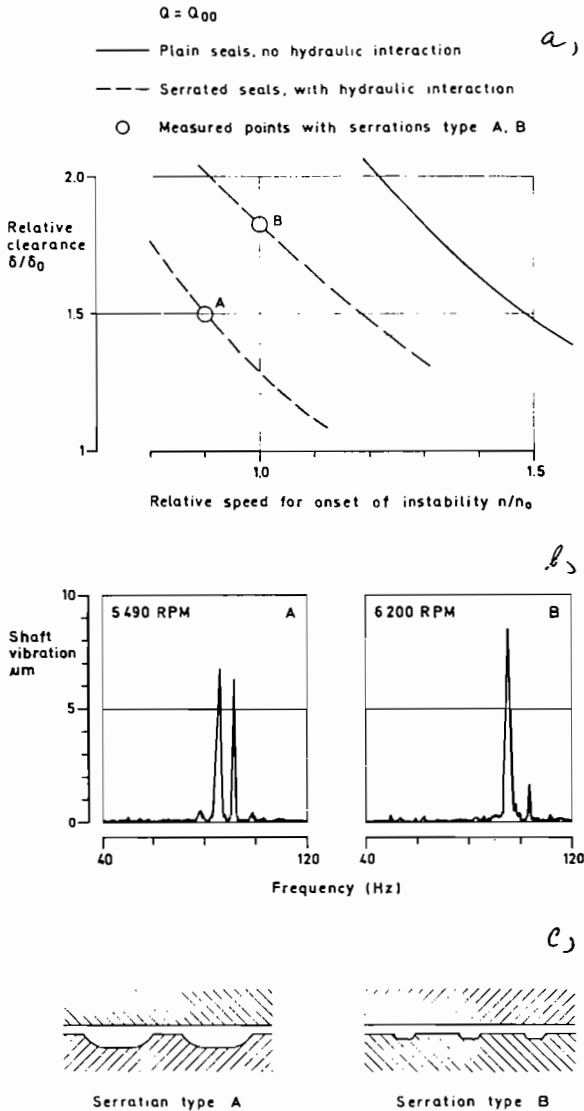 Q = Q00
a)
Plain seals, no hydraulic interaction
Serrated seals, with hydraulic interaction
Measured points with serrations type A, B
2.0
Relative
clearance
δ/δ0
B
1.5
A
1
1.0
1.5
Relative speed for onset of instability n/n0
b)
10
5 490 RPM
A
6 200 RPM
B
Shaft
vibration
μm
5
0
40
120
40
120
Frequency (Hz)
c)
Serration type A
Serration type B